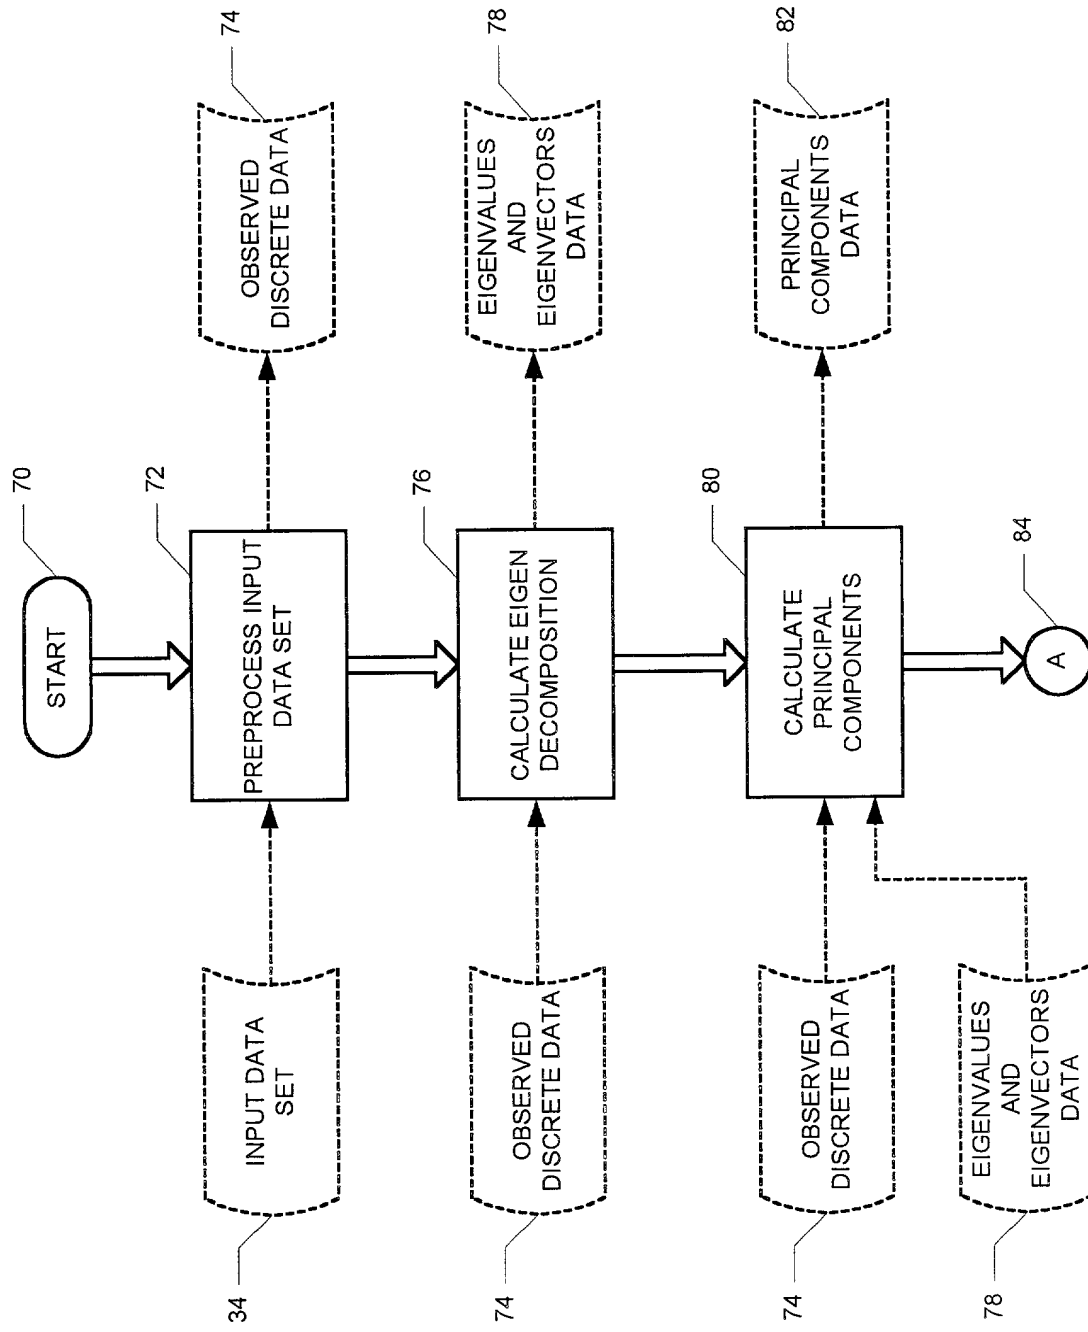 70
START
72
PREPROCESS INPUT
DATA SET
34
INPUT DATA
SET
74
OBSERVED
DISCRETE DATA
76
CALCULATE EIGEN
DECOMPOSITION
74
OBSERVED
DISCRETE DATA
78
EIGENVALUES
AND
EIGENVECTORS
DATA
80
CALCULATE
PRINCIPAL
COMPONENTS
74
OBSERVED
DISCRETE DATA
78
EIGENVALUES
AND
EIGENVECTORS
DATA
82
PRINCIPAL
COMPONENTS
DATA
84
A